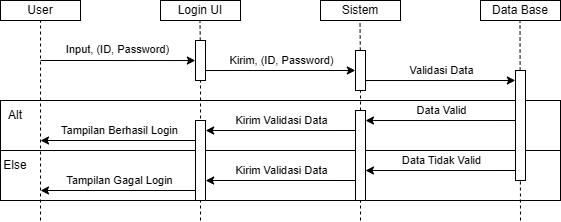 User
Login UI
Sistem
Data Base
Input, (ID, Password)
Kirim, (ID, Password)
Validasi Data
Alt
Data Valid
Kirim Validasi Data
Tampilan Berhasil Login
Else
Data Tidak Valid
Kirim Validasi Data
Tampilan Gagal Login